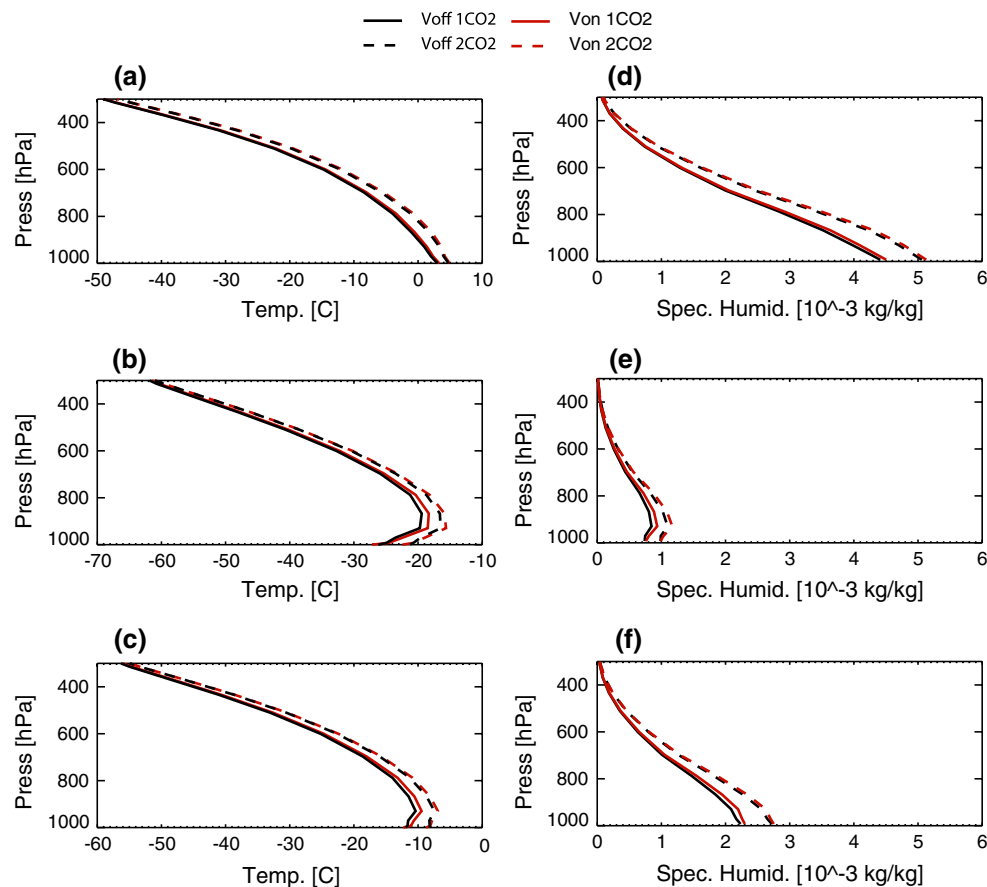 Voff 1CO2
Von 1CO2
Voff 2CO2
Von 2CO2
(a)
Press [hPa]
400
600
800
1000
-50 -40 -30 -20 -10 0 10
Temp. [C]
(d)
Press [hPa]
400
600
800
1000
0 1 2 3 4 5 6
Spec. Humid. [10^-3 kg/kg]
(b)
Press [hPa]
400
600
800
1000
-70 -60 -50 -40 -30 -20 -10
Temp. [C]
(e)
Press [hPa]
400
600
800
1000
0 1 2 3 4 5 6
Spec. Humid. [10^-3 kg/kg]
(c)
Press [hPa]
400
600
800
1000
-60 -50 -40 -30 -20 -10 0
Temp. [C]
(f)
Press [hPa]
400
600
800
1000
0 1 2 3 4 5 6
Spec. Humid. [10^-3 kg/kg]